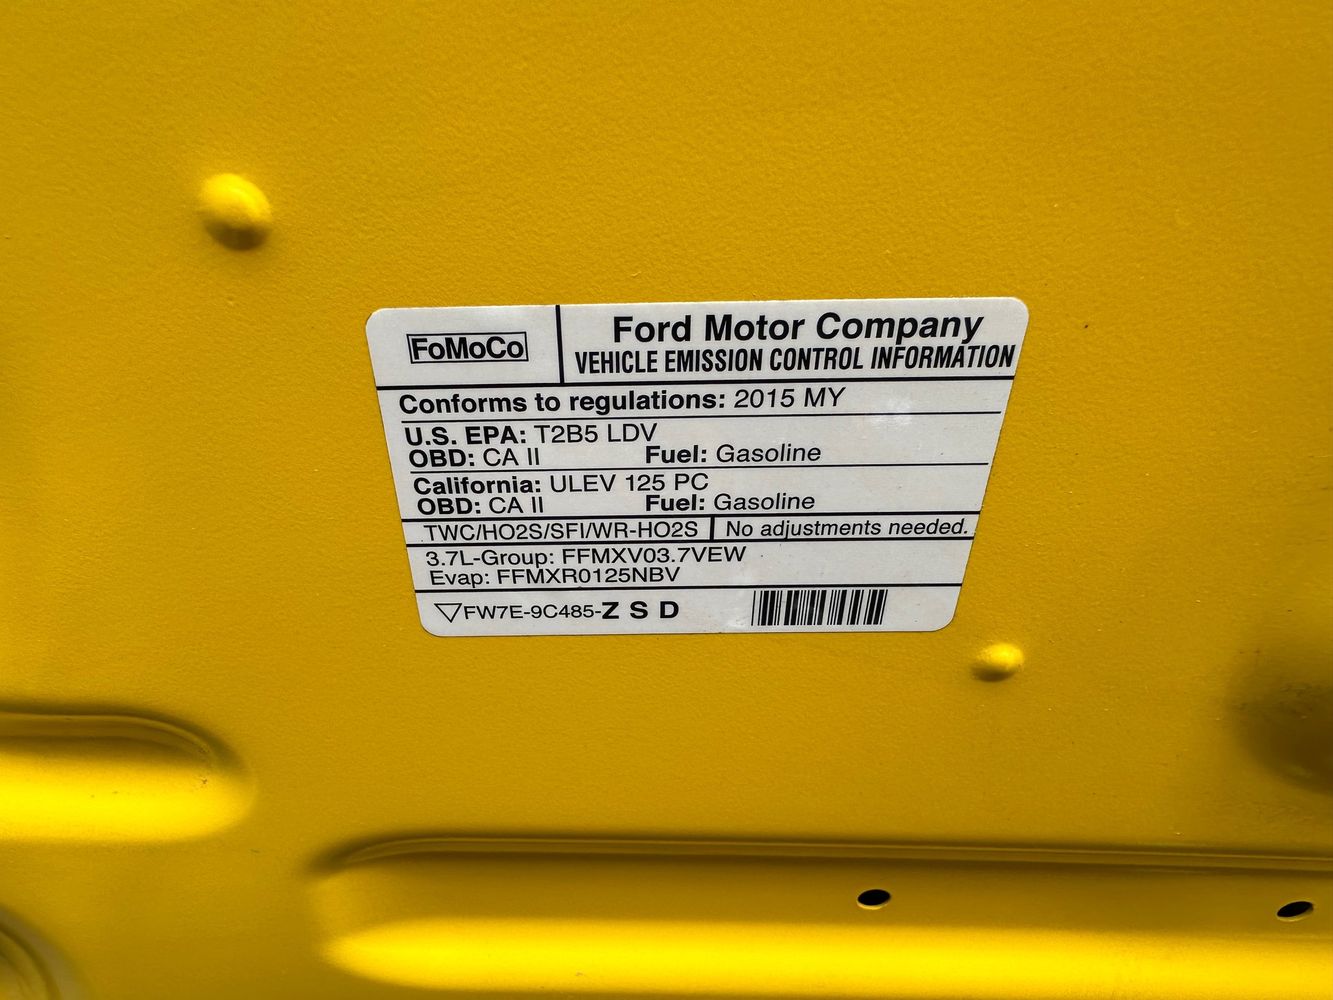 FoMoCo
Ford Motor Company
VEHICLE EMISSION CONTROL INFORMATION
Conforms to regulations: 2015 MY
U.S. EPA: T2B5 LDV
OBD: CA II Fuel: Gasoline
California: ULEV 125 PC
OBD: CA II Fuel: Gasoline
TWC/HO2S/SFI/WR-HO2S No adjustments needed.
3.7L-Group: FFMXV03.7VEW
Evap: FFMXR0125NBV
▽FW7E-9C485-Z S D